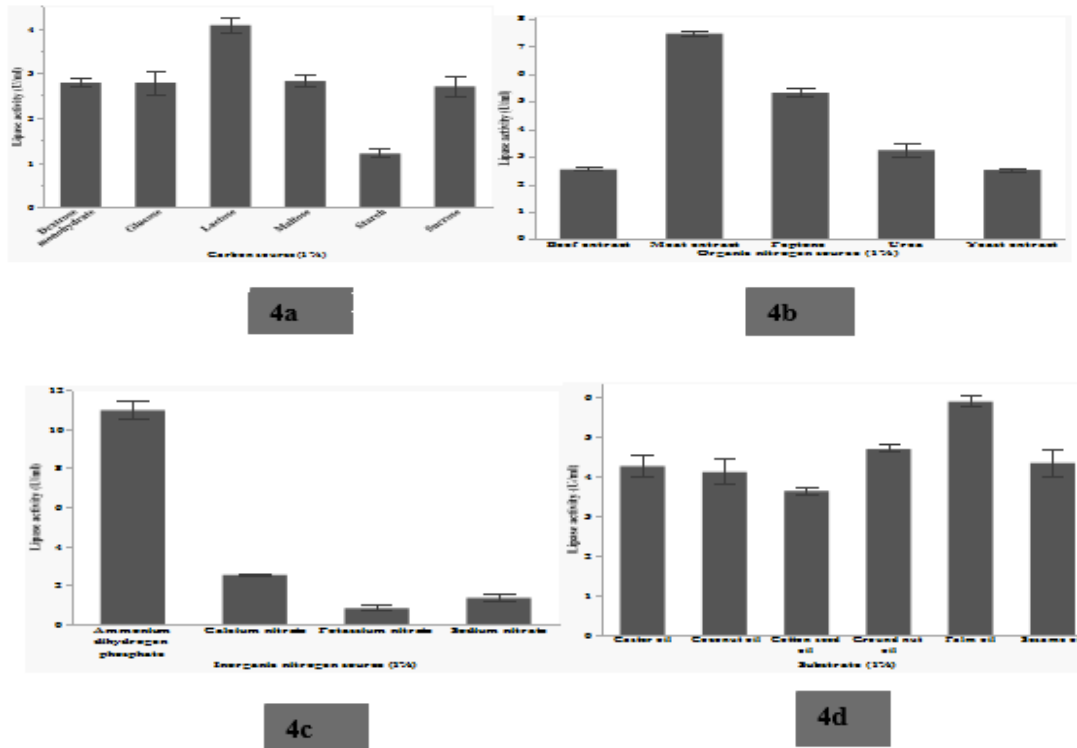 Lipase activity (U/ml)
4
3
2
1
0
Dextrose monohydrate
Glucose
Lactose
Maltose
Starch
Sucrose
Carbon source (1%)
4a
Lipase activity (U/ml)
8
7
6
5
4
3
2
1
0
Beef extract Meat extract Peptone Urea Yeast extract
Organic nitrogen source (1%)
4b
Lipase activity (U/ml)
12
10
8
6
4
2
0
Ammonium dihydrogen phosphate
Calcium nitrate
Potassium nitrate
Sodium nitrate
Inorganic nitrogen source (1%)
4c
Lipase activity (U/ml)
6
5
4
3
2
1
0
Castor oil
Coconut oil
Cotton seed oil
Ground nut oil
Palm oil
Sesame o
Substrate (1%)
4d